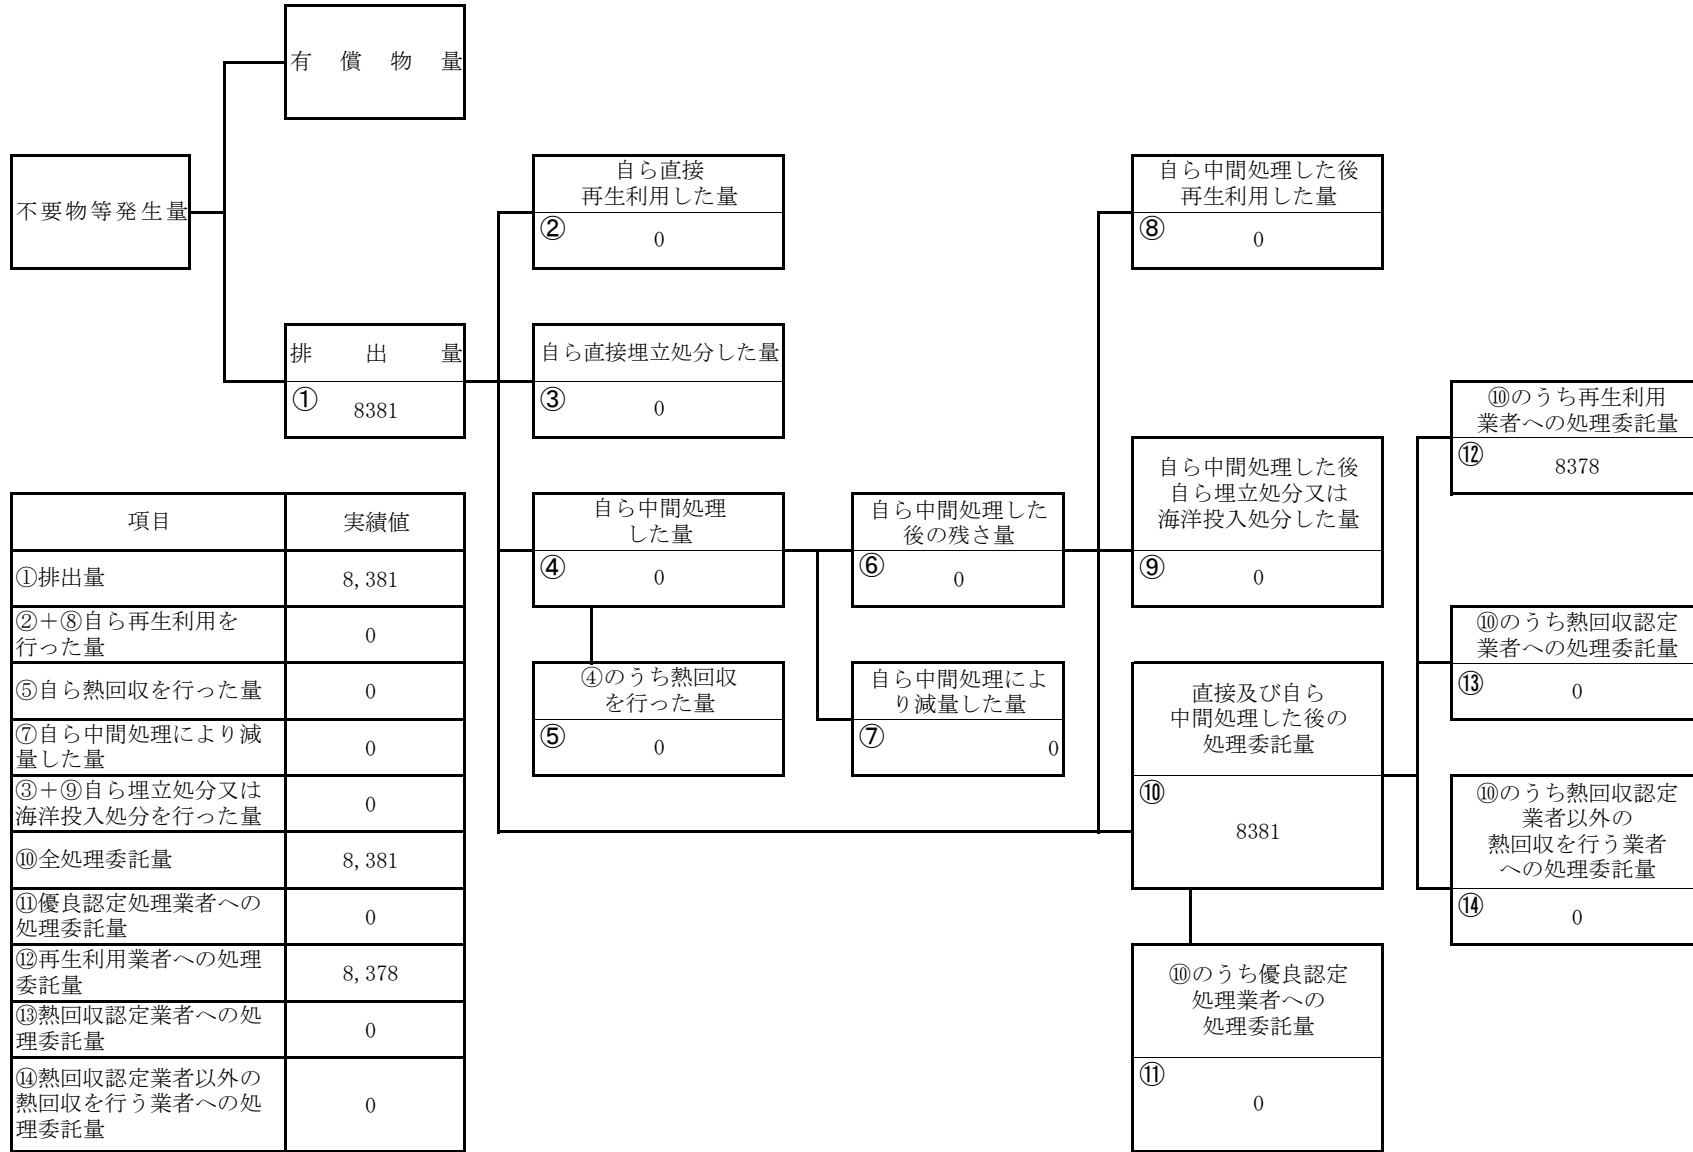 有償物量
不要物等発生量
自ら直接
再生利用した量
②
0
自ら中間処理した後
再生利用した量
⑧
0
排出量
①
8381
自ら直接埋立処分した量
③
0
⑩のうち再生利用
業者への処理委託量
⑫
8378
自ら中間処理
した量
④
0
自ら中間処理した
後の残さ量
⑥
0
自ら中間処理した後
自ら埋立処分又は
海洋投入処分した量
⑨
0
④のうち熱回収
を行った量
⑤
0
自ら中間処理によ
り減量した量
⑦
0
直接及び自ら
中間処理した後の
処理委託量
⑩
8381
⑩のうち熱回収認定
業者への処理委託量
⑬
0
⑩のうち熱回収認定
業者以外の
熱回収を行う業者
への処理委託量
⑭
0
⑩のうち優良認定
処理業者への
処理委託量
⑪
0
項目 実績値
①排出量 8,381
②＋⑧自ら再生利用を
行った量 0
⑤自ら熱回収を行った量 0
⑦自ら中間処理により減
量した量 0
③＋⑨自ら埋立処分又は
海洋投入処分を行った量 0
⑩全処理委託量 8,381
⑪優良認定処理業者への
処理委託量 0
⑫再生利用業者への処理
委託量 8,378
⑬熱回収認定業者への処
理委託量 0
⑭熱回収認定業者以外の
熱回収を行う業者への処
理委託量 0